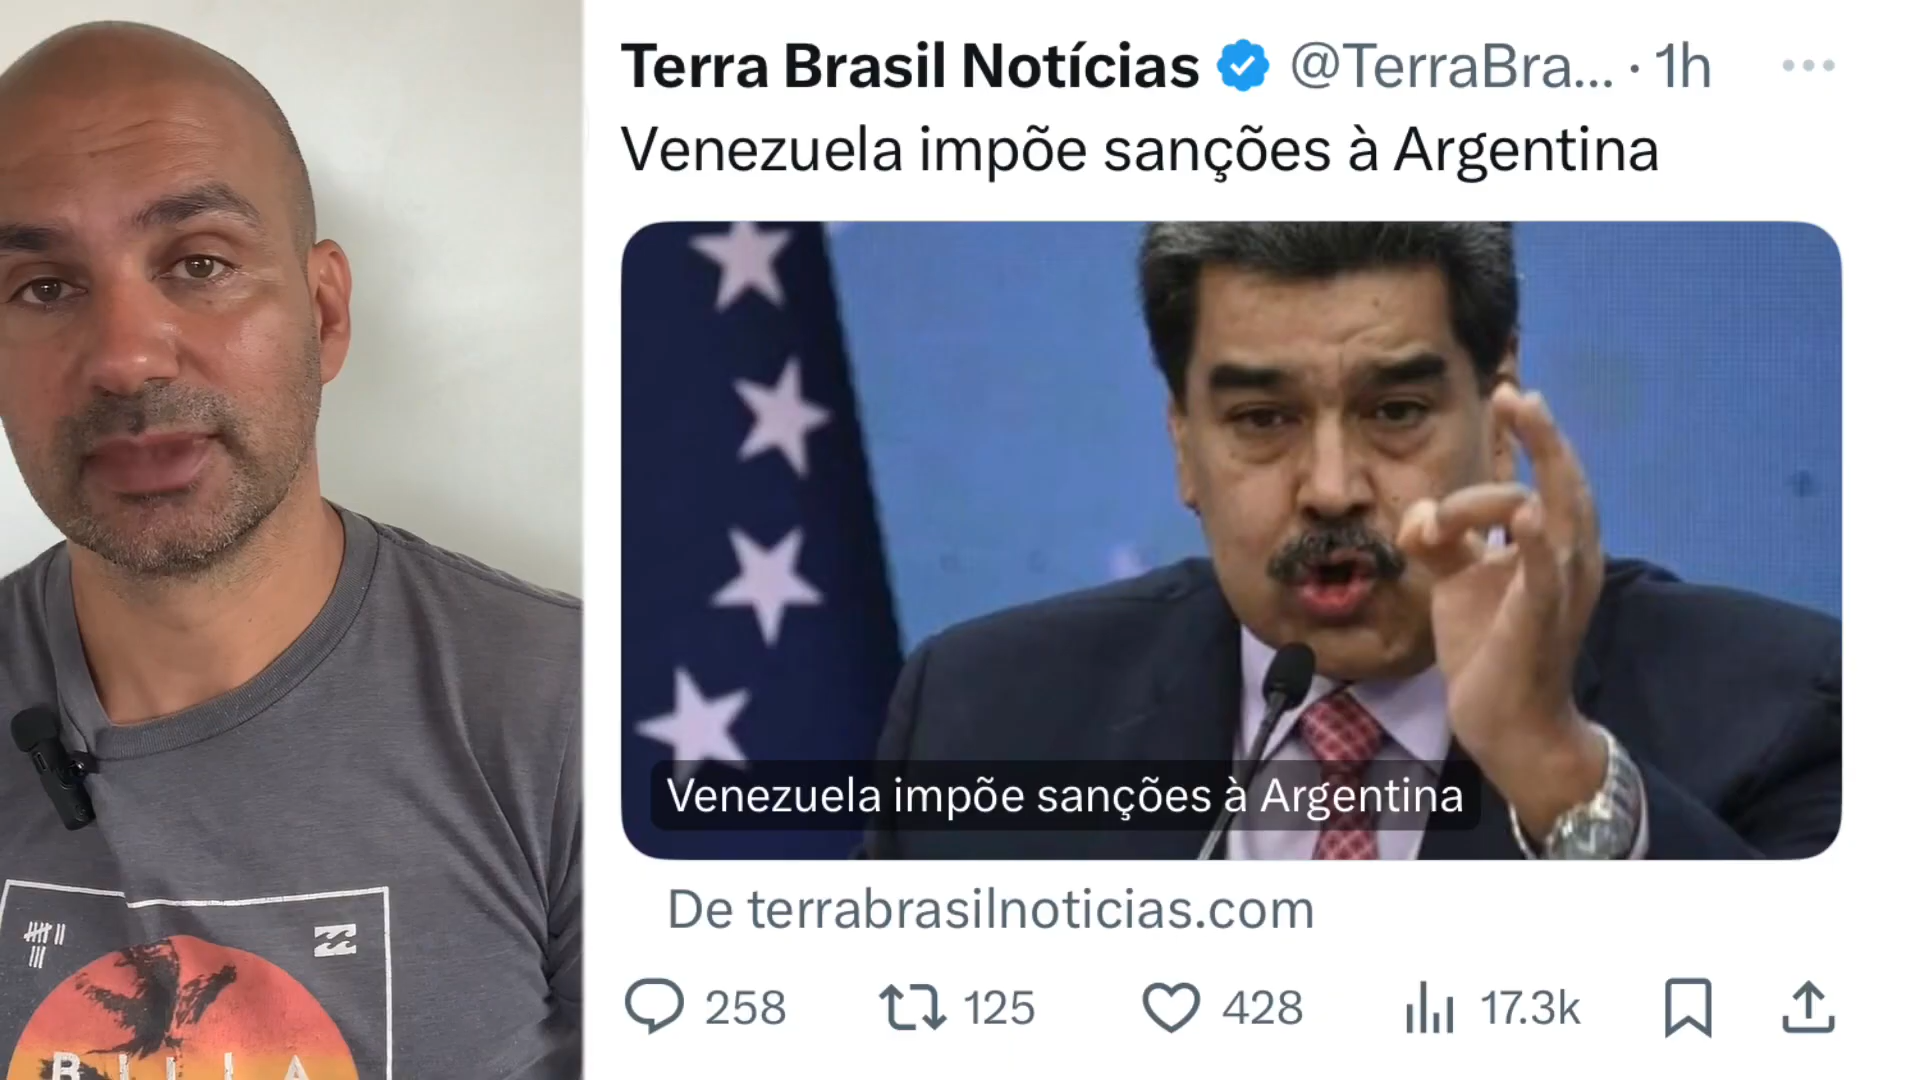 Terra Brasil Notícias @TerraBra... · 1h
Venezuela impõe sanções à Argentina
Venezuela impõe sanções à Argentina
De terrabrasilnoticias.com
258 125 428 17.3k
BILLA